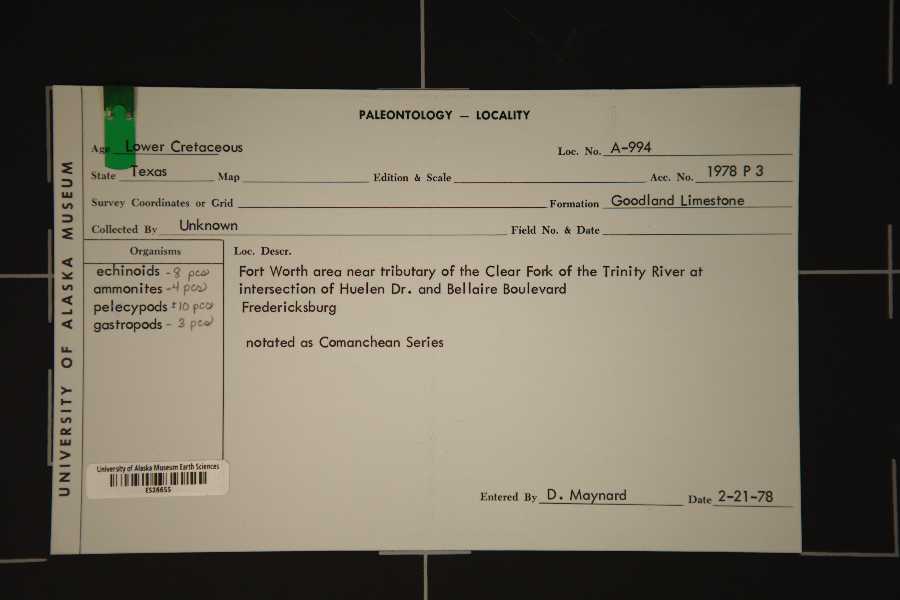 PALEONTOLOGY — LOCALITY
Age Lower Cretaceous Loc. No. A-994
State Texas Map Edition & Scale Acc. No. 1978 P 3
Survey Coordinates or Grid Formation Goodland Limestone
Collected By Unknown Field No. & Date
Organisms Loc. Descr.
echinoids - 8 pcs
ammonites - 4 pcs
pelecypods ±10 pcs
gastropods - 3 pcs
Fort Worth area near tributary of the Clear Fork of the Trinity River at
intersection of Huelen Dr. and Bellaire Boulevard
Fredericksburg
notated as Comanchean Series
Entered By D. Maynard Date 2-21-78
UNIVERSITY OF ALASKA MUSEUM
University of Alaska Museum Earth Sciences
ES26655